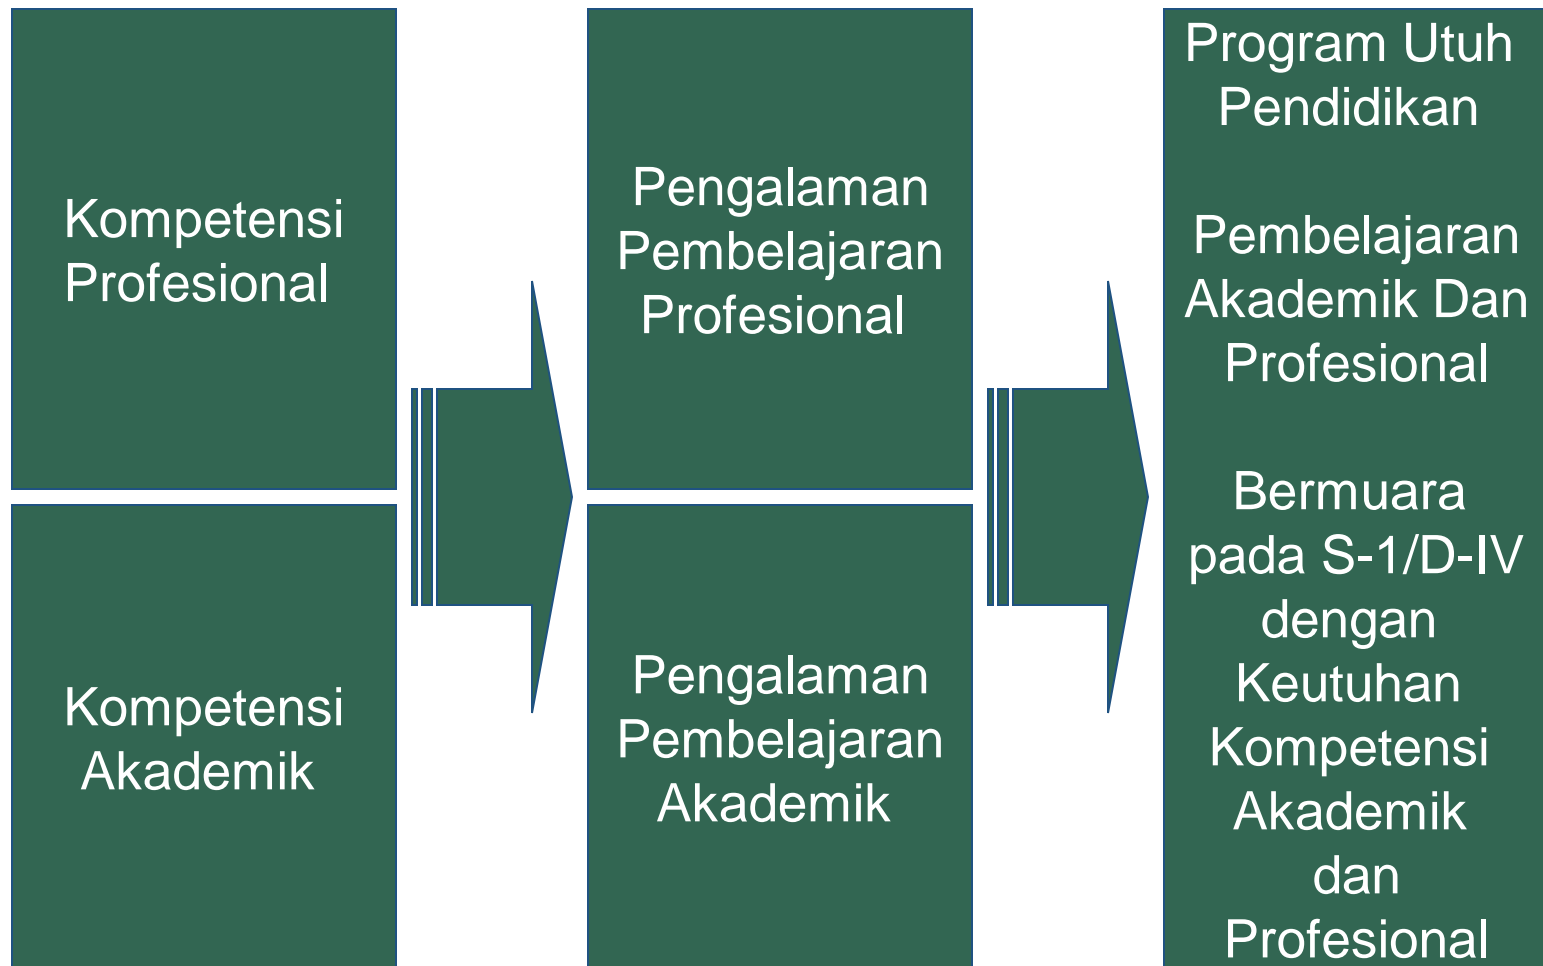 Kompetensi
Profesional
Kompetensi
Akademik
Pengalaman
Pembelajaran
Profesional
Pengalaman
Pembelajaran
Akademik
Program Utuh
Pendidikan
Pembelajaran
Akademik Dan
Profesional
Bermuara
pada S-1/D-IV
dengan
Keutuhan
Kompetensi
Akademik
dan
Profesional